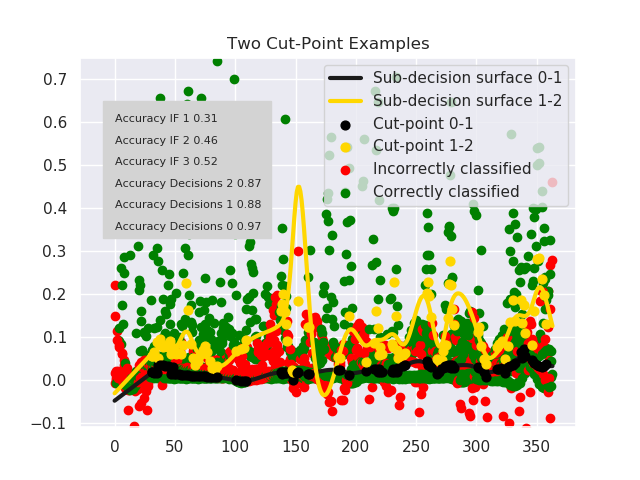 Two Cut-Point Examples
Sub-decision surface 0-1
Sub-decision surface 1-2
Cut-point 0-1
Cut-point 1-2
Incorrectly classified
Correctly classified
Accuracy IF 1 0.31
Accuracy IF 2 0.46
Accuracy IF 3 0.52
Accuracy Decisions 2 0.87
Accuracy Decisions 1 0.88
Accuracy Decisions 0 0.97
0.7
0.6
0.5
0.4
0.3
0.2
0.1
0.0
−0.1
0 50 100 150 200 250 300 350